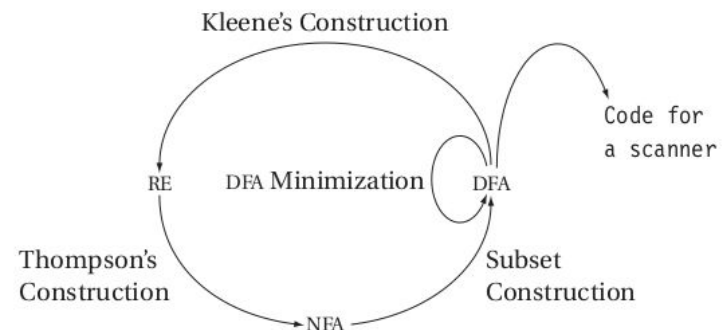 Kleene's Construction
Code for
a scanner
RE
DFA Minimization
DFA
Thompson's
Construction
Subset
Construction
NFA